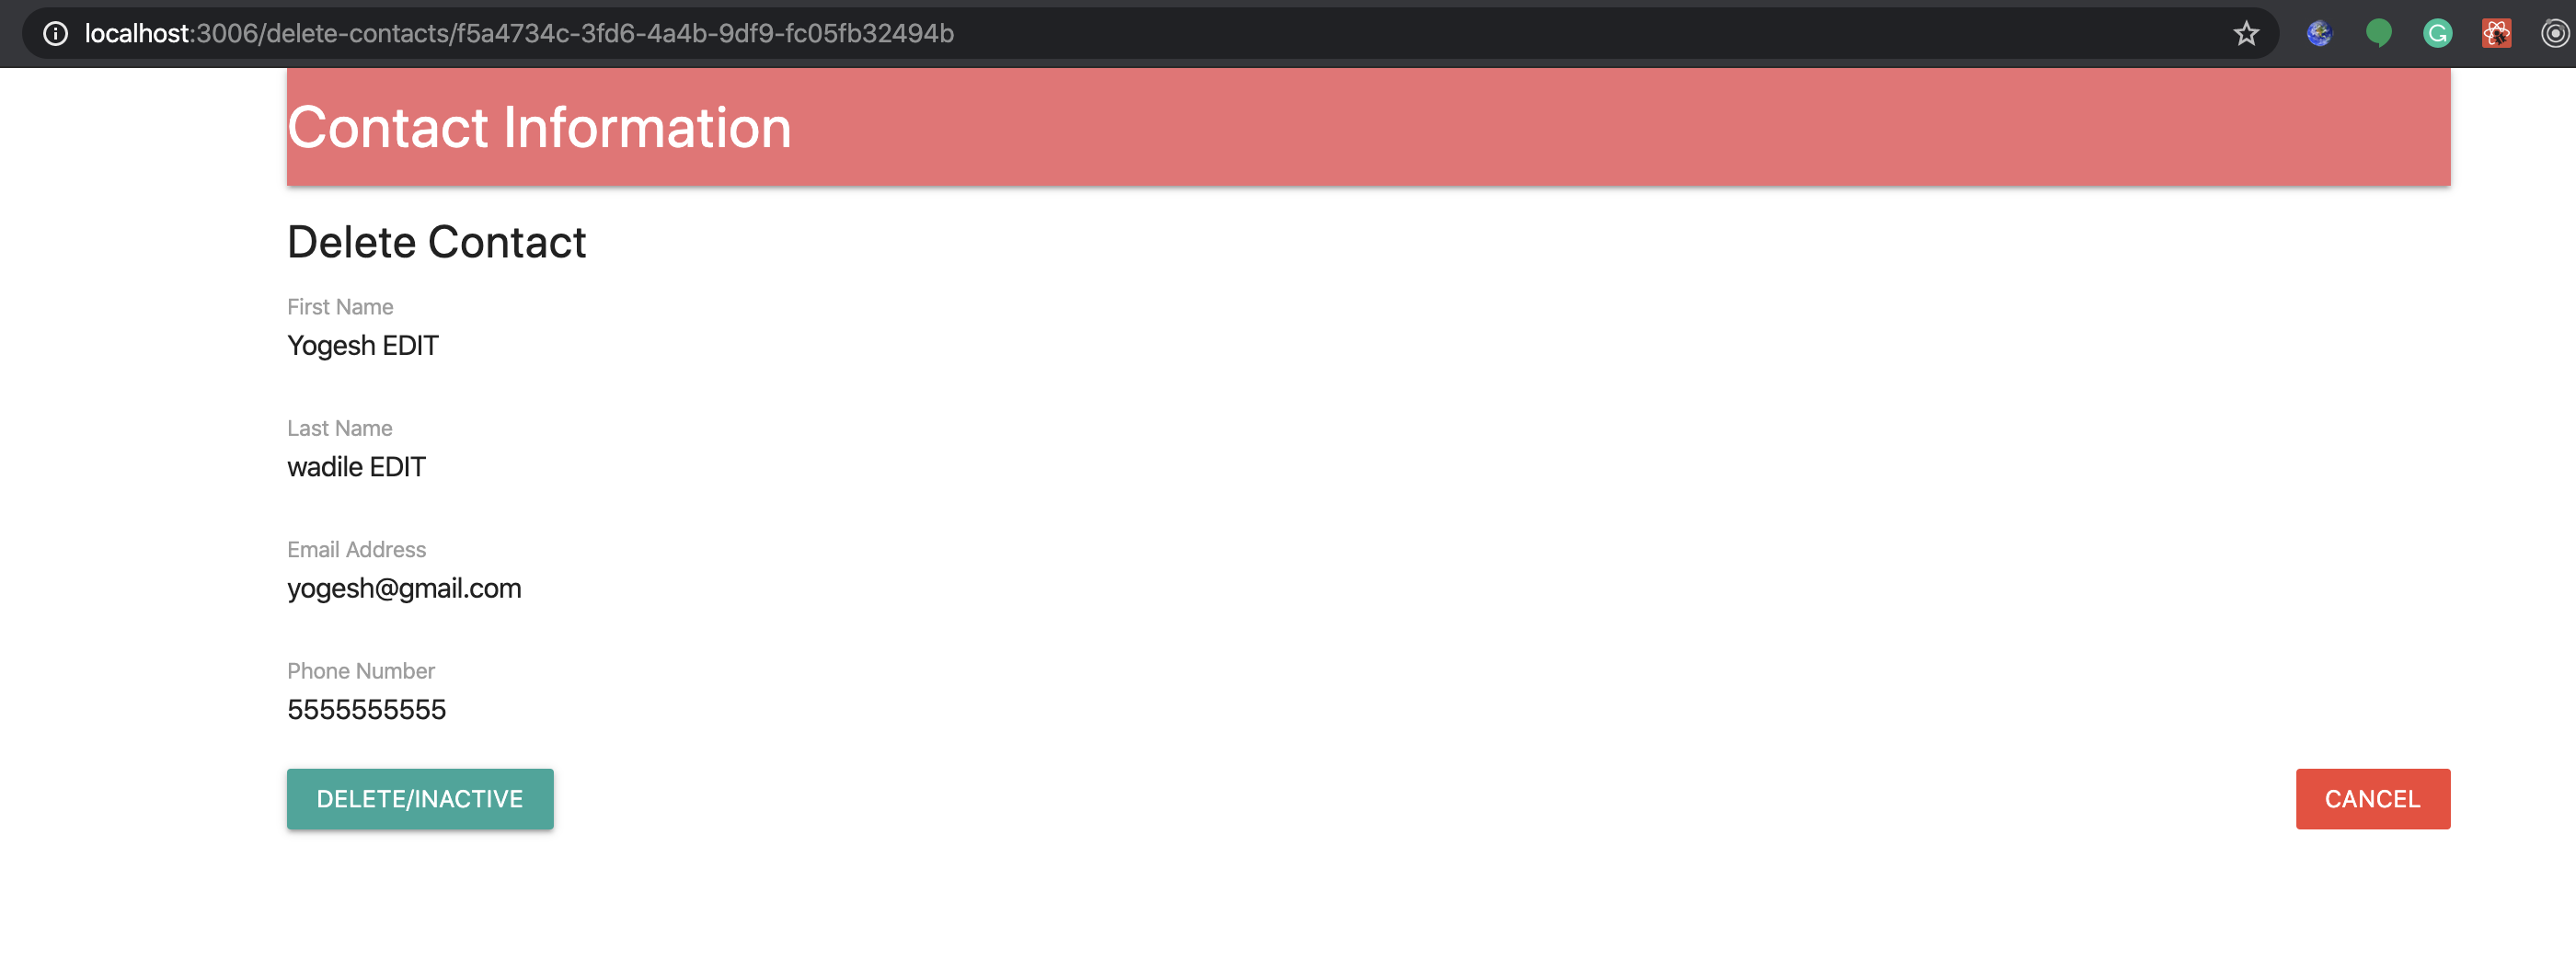 localhost:3006/delete-contacts/f5a4734c-3fd6-4a4b-9df9-fc05fb32494b
Contact Information
Delete Contact
First Name
Yogesh EDIT
Last Name
wadile EDIT
Email Address
yogesh@gmail.com
Phone Number
5555555555
DELETE/INACTIVE
CANCEL